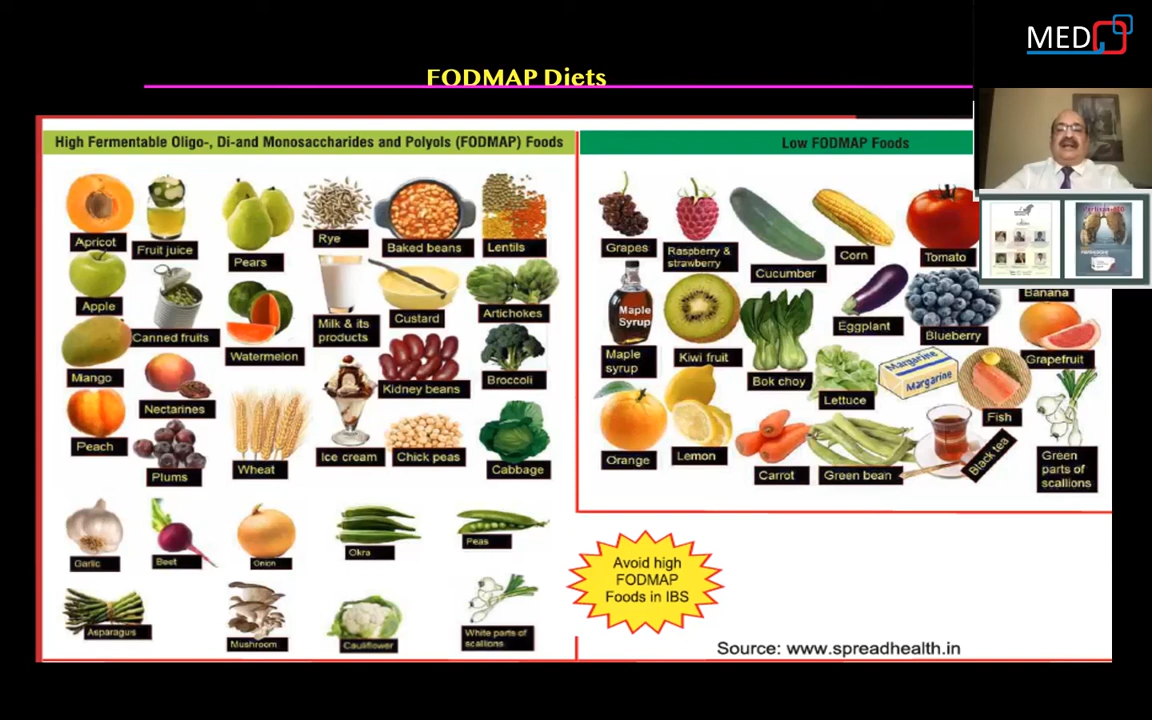 MED
FODMAP Diets
High Fermentable Oligo-, Di-and Monosaccharides and Polyols (FODMAP) Foods
Low FODMAP Foods
Apricot
Fruit juice
Pears
Rye
Baked beans
Lentils
Apple
Canned fruits
Watermelon
Milk & its
products
Custard
Artichokes
Mango
Nectarines
Kidney beans
Broccoli
Peach
Plums
Wheat
Ice cream
Chick peas
Cabbage
Garlic
Beet
Onion
Okra
Peas
Asparagus
Mushroom
Cauliflower
White parts of
scallions
Grapes
Raspberry &
strawberry
Cucumber
Corn
Tomato
Maple
Syrup
Maple
syrup
Kiwi fruit
Bok choy
Eggplant
Blueberry
Banana
Grapefruit
Lettuce
Margarine
Margarine
Fish
Orange
Lemon
Carrot
Green bean
Black tea
Green
parts of
scallions
Avoid high
FODMAP
Foods in IBS
Source: www.spreadhealth.in